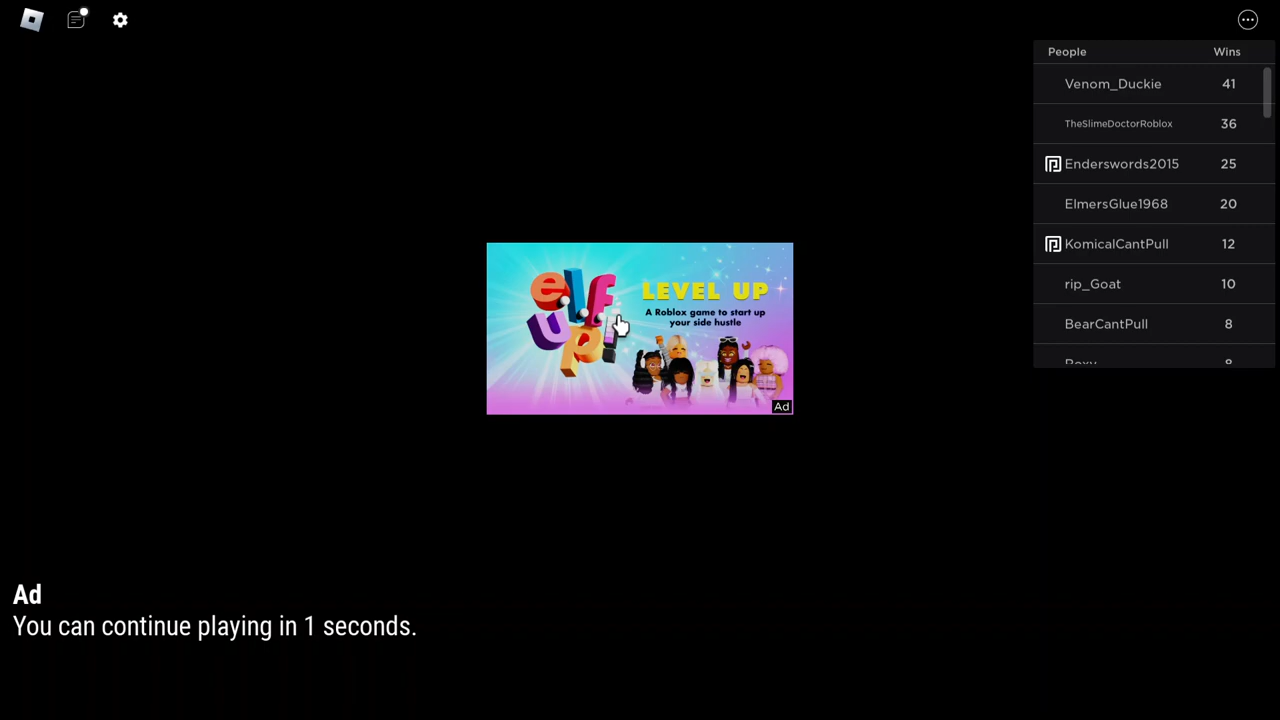 People Wins
Venom_Duckie 41
TheSlimeDoctorRoblox 36
Enderswords2015 25
ElmersGlue1968 20
KomicalCantPull 12
rip_Goat 10
BearCantPull 8
elf up!
LEVEL UP
A Roblox game to start up
your side hustle
Ad
Ad
You can continue playing in 1 seconds.